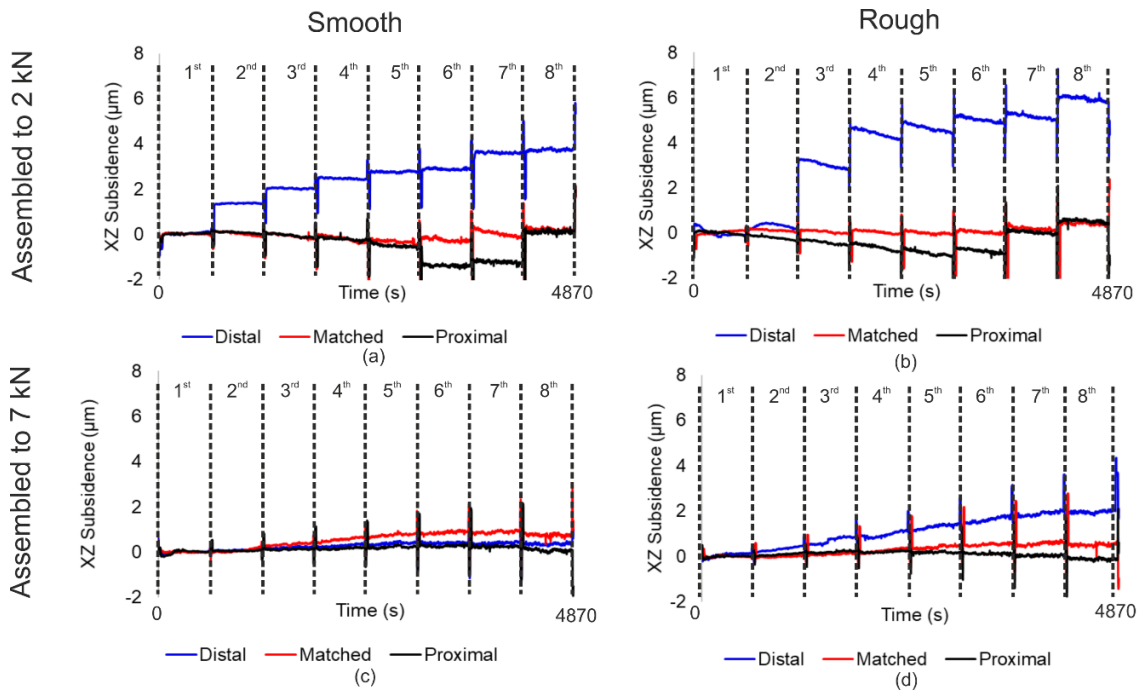 Smooth
Rough
Assembled to 2 kN
XZ Subsidence (µm)
8
6
4
2
0
-2
1st 2nd 3rd 4th 5th 6th 7th 8th
0
Time (s)
4870
Distal Matched Proximal
(a)
XZ Subsidence (µm)
8
6
4
2
0
-2
1st 2nd 3rd 4th 5th 6th 7th 8th
0
Time (s)
4870
Distal Matched Proximal
(b)
Assembled to 7 kN
XZ Subsidence (µm)
8
6
4
2
0
-2
1st 2nd 3rd 4th 5th 6th 7th 8th
0
Time (s)
4870
Distal Matched Proximal
(c)
XZ Subsidence (µm)
8
6
4
2
0
-2
1st 2nd 3rd 4th 5th 6th 7th 8th
0
Time (s)
4870
Distal Matched Proximal
(d)